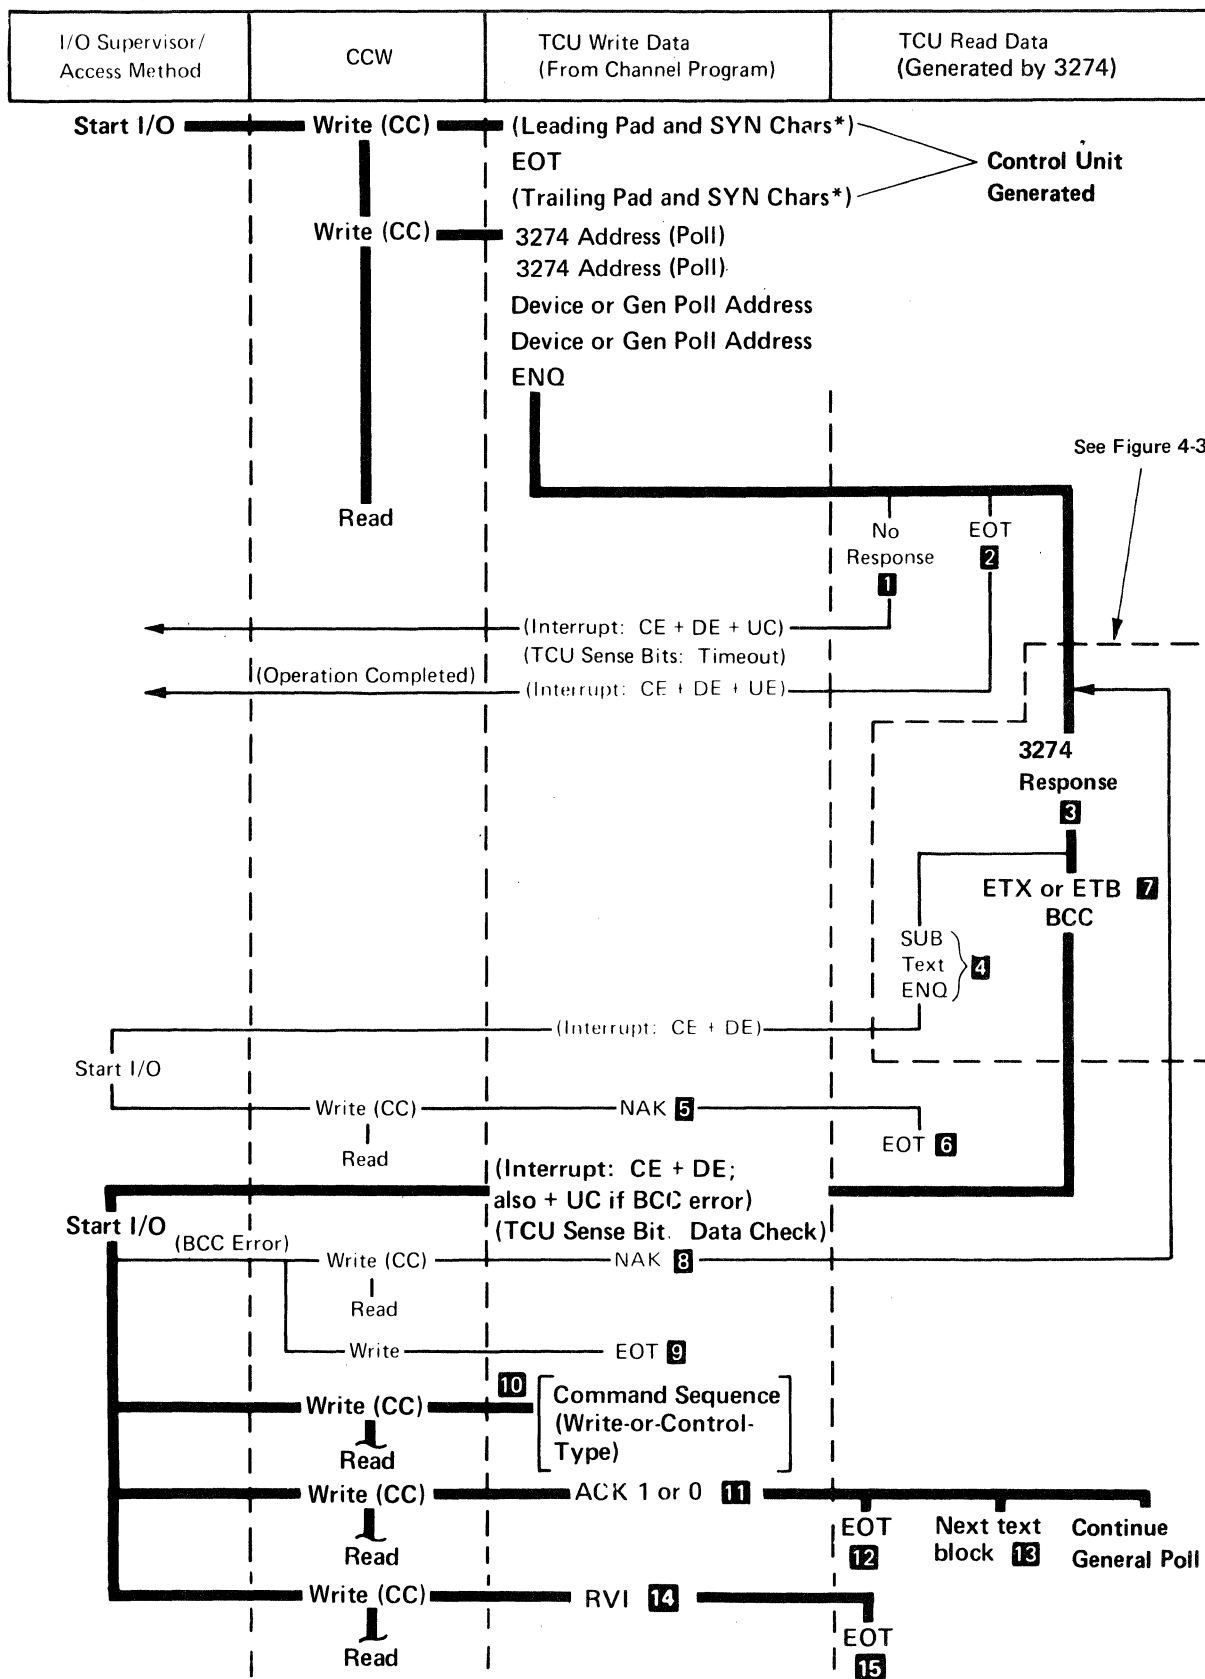 I/O Supervisor/
Access Method
CCW
TCU Write Data
(From Channel Program)
TCU Read Data
(Generated by 3274)
Start I/O
Write (CC)
(Leading Pad and SYN Chars*)
EOT
(Trailing Pad and SYN Chars*)
Control Unit
Generated
Write (CC)
3274 Address (Poll)
3274 Address (Poll)
Device or Gen Poll Address
Device or Gen Poll Address
ENQ
See Figure 4-3
Read
No
Response
1
EOT
2
(Interrupt: CE + DE + UC)
(TCU Sense Bits: Timeout)
(Operation Completed)
(Interrupt: CE + DE + UE)
3274
Response
3
ETX or ETB 7
BCC
SUB
Text
ENQ
4
(Interrupt: CE + DE)
Start I/O
Write (CC)
NAK 5
Read
EOT 6
(Interrupt: CE + DE;
also + UC if BCC error)
(TCU Sense Bit. Data Check)
Start I/O
(BCC Error)
Write (CC)
NAK 8
Read
Write
EOT 9
10
Write (CC)
Command Sequence
(Write-or-Control-
Type)
Read
Write (CC)
ACK 1 or 0 11
Read
EOT
12
Next text
block 13
Continue
General Poll
Write (CC)
RVI 14
Read
EOT
15